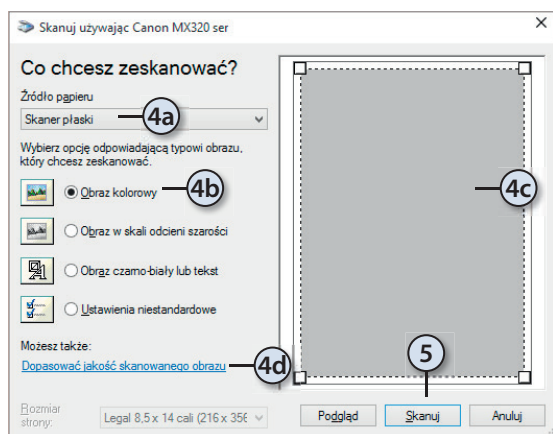 Skanuj używając Canon MX320 ser
Co chcesz zeskanować?
Źródło papieru
Skaner płaski
4a
Wybierz opcję odpowiadającą typowi obrazu,
który chcesz zeskanować.
Obraz kolorowy
4b
4c
Obraz w skali odcieni szarości
Obraz czarno-biały lub tekst
Ustawienia niestandardowe
Możesz także:
Dopasować jakość skanowanego obrazu
4d
5
Rozmiar
strony:
Legal 8,5 x 14 cali (216 x 356
Podgląd
Skanuj
Anuluj